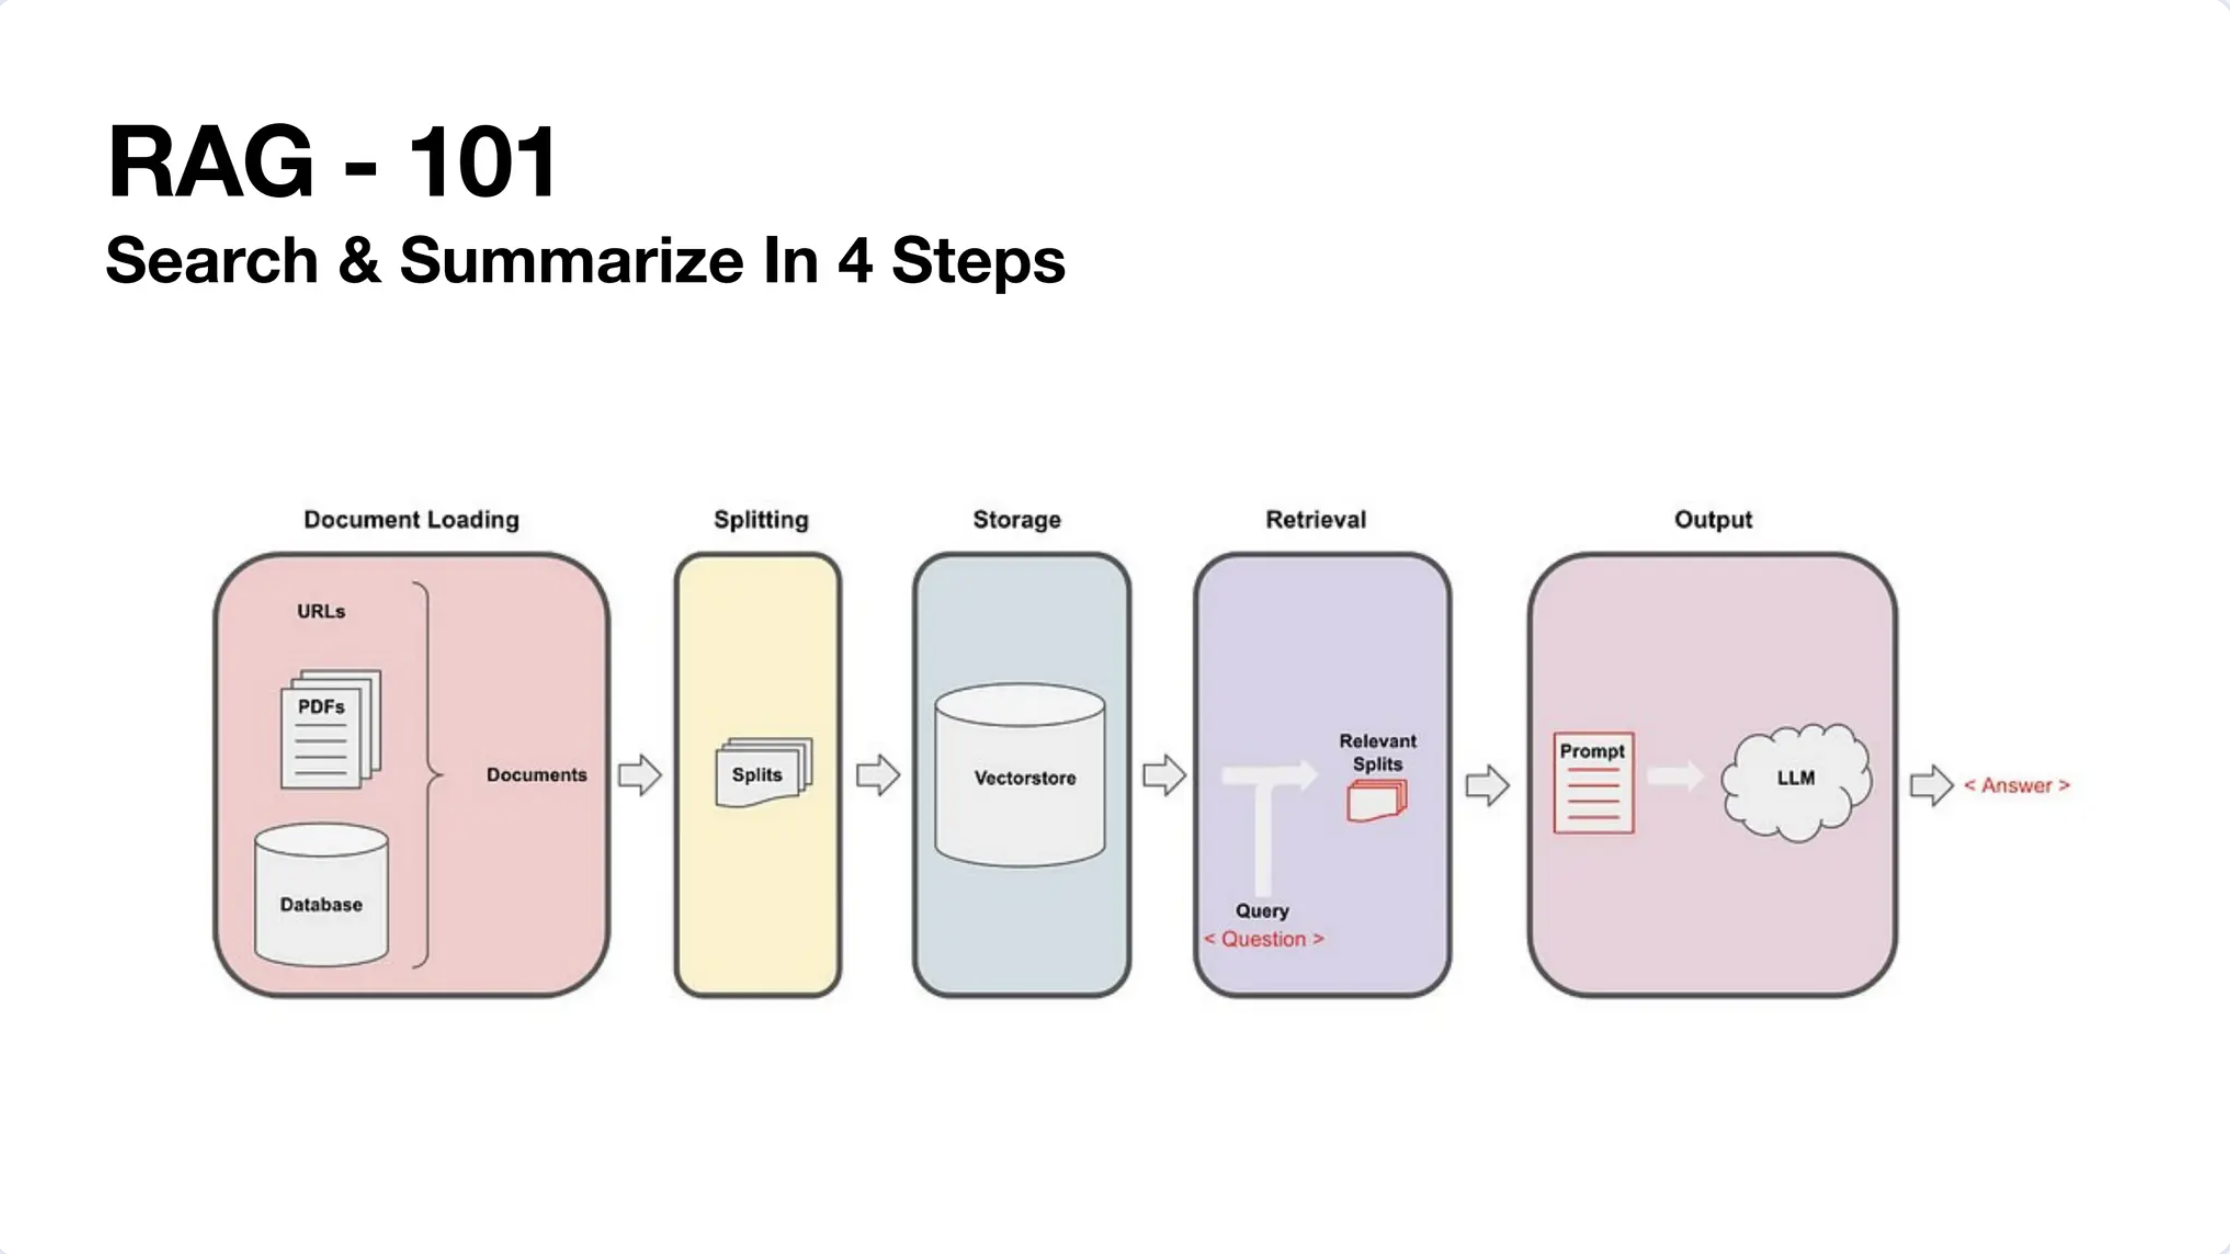 RAG - 101
Search & Summarize In 4 Steps
Document Loading
URLs
PDFs
Database
Documents
Splitting
Splits
Storage
Vectorstore
Retrieval
Relevant
Splits
Query
< Question >
Output
Prompt
LLM
< Answer >